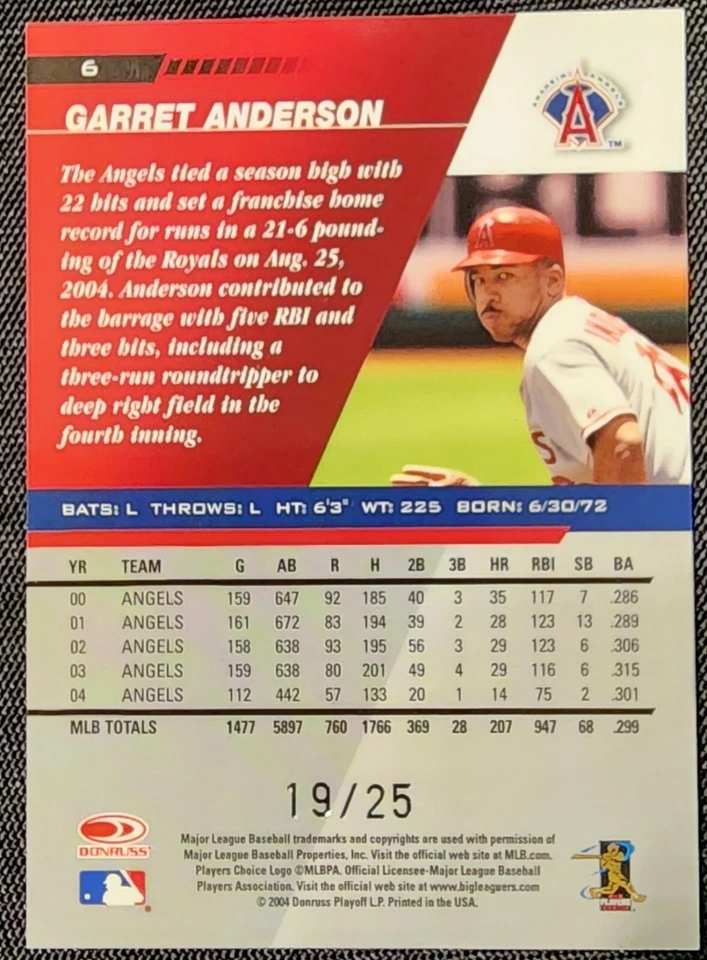 6
GARRET ANDERSON
A
TM
The Angels tied a season high with
22 hits and set a franchise home
record for runs in a 21-6 pound-
ing of the Royals on Aug. 25,
2004. Anderson contributed to
the barrage with five RBI and
three hits, including a
three-run roundtripper to
deep right field in the
fourth inning.
BATS: L THROWS: L HT: 6'3" WT: 225 BORN: 6/30/72
YR TEAM G AB R H 2B 3B HR RBI SB BA
00 ANGELS 159 647 92 185 40 3 35 117 7 .286
01 ANGELS 161 672 83 194 39 2 28 123 13 .289
02 ANGELS 158 638 93 195 56 3 29 123 6 .306
03 ANGELS 159 638 80 201 49 4 29 116 6 .315
04 ANGELS 112 442 57 133 20 1 14 75 2 .301
MLB TOTALS 1477 5897 760 1766 369 28 207 947 68 .299
19/25
DONRUSS
Major League Baseball trademarks and copyrights are used with permission of
Major League Baseball Properties, Inc. Visit the official web site at MLB.com.
Players Choice Logo ©MLBPA. Official Licensee-Major League Baseball
Players Association. Visit the official web site at www.bigleaguers.com
© 2004 Donruss Playoff L.P. Printed in the USA.
PLAYERS
CHOICE